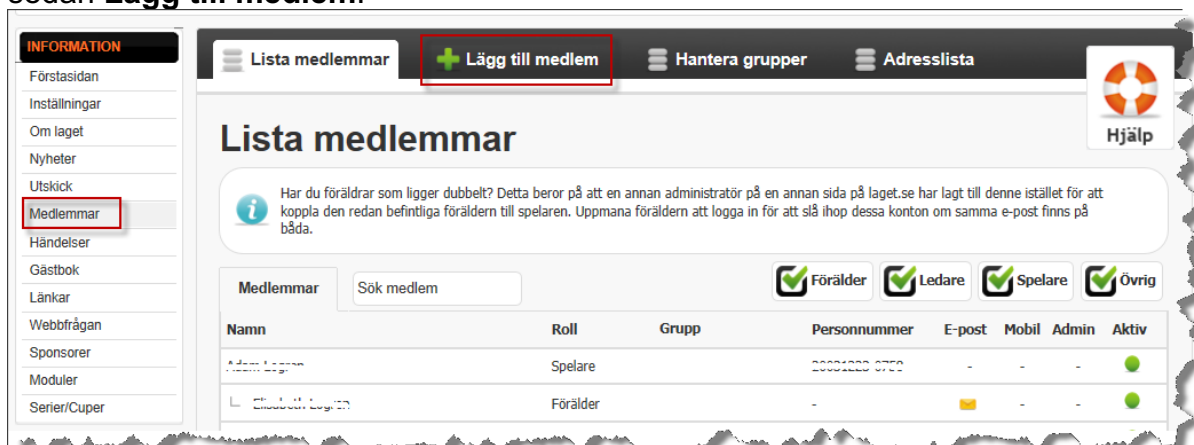 sedan Lägg till medlem.
INFORMATION
Förstasidan
Inställningar
Om laget
Nyheter
Utskick
Medlemmar
Händelser
Gästbok
Länkar
Webbfrågan
Sponsorer
Moduler
Serier/Cuper
Lista medlemmar Lägg till medlem Hantera grupper Adresslista
Hjälp
Lista medlemmar
Har du föräldrar som ligger dubbelt? Detta beror på att en annan administratör på en annan sida på laget.se har lagt till denne istället för att
koppla den redan befintliga föräldern till spelaren. Uppmana föräldern att logga in för att slå ihop dessa konton om samma e-post finns på
båda.
Medlemmar Sök medlem Förälder Ledare Spelare Övrig
Namn Roll Grupp Personnummer E-post Mobil Admin Aktiv
Spelare - - -
Förälder - - -